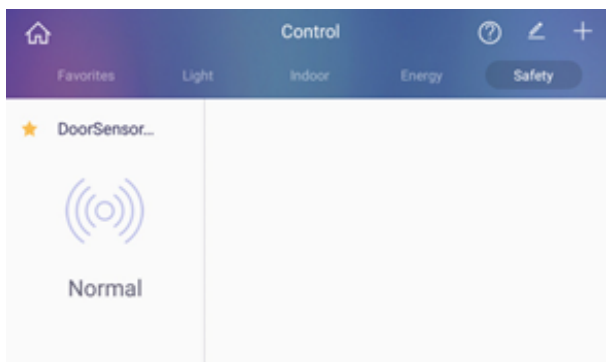 Control
Favorites Light Indoor Energy Safety
DoorSensor...
Normal